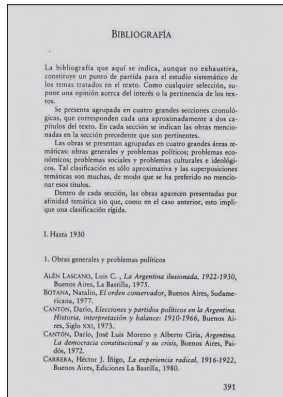 BIBLIOGRAFÍA
La bibliografía que aquí se indica, aunque no exhaustiva,
constituye un punto de partida para el estudio sistemático de
los temas tratados en el texto. Como cualquier selección, su-
pone una opinión acerca del interés o la pertinencia de los tex-
tos.
Se presenta agrupada en cuatro grandes secciones cronoló-
gicas, que corresponden cada una aproximadamente a dos ca-
pítulos del texto. En cada sección se indican las obras mencio-
nadas en la sección precedente que son pertinentes.
Las obras se presentan agrupadas en cuatro grandes áreas te-
máticas: obras generales y problemas políticos; problemas eco-
nómicos; problemas sociales y problemas culturales e ideológi-
cos. Tal clasificación es sólo aproximativa y las superposiciones
temáticas son muchas, de modo que se ha preferido no mencio-
nar esos títulos.
Dentro de cada sección, las obras aparecen presentadas por
afinidad temática sin que, como en el caso anterior, esto impli-
que una clasificación rígida.
I. Hasta 1930
1. Obras generales y problemas políticos
ALÉN LASCANO, Luis C., La Argentina ilusionada, 1922-1930,
Buenos Aires, La Bastilla, 1975.
BOTANA, Natalio, El orden conservador, Buenos Aires, Sudame-
ricana, 1977.
CANTÓN, Darío, Elecciones y partidos políticos en la Argentina.
Historia, interpretación y balance: 1910-1966, Buenos Ai-
res, Siglo XXI, 1973.
CANTÓN, Darío, José Luis Moreno y Alberto Ciria, Argentina.
La democracia constitucional y su crisis, Buenos Aires, Pai-
dós, 1972.
CARRERA, Héctor J. Íñigo, La experiencia radical, 1916-1922,
Buenos Aires, Ediciones La Bastilla, 1980.
391